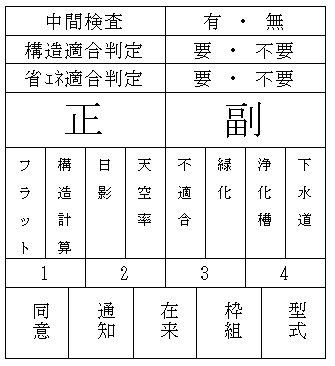 中間検査 有・無
構造適合判定 要・不要
省ｴﾈ適合判定 要・不要
正 副
フラット 構造計算 日影 天空率 不適合 緑化 浄化槽 下水道
1 2 3 4
同意 通知 在来 枠組 型式